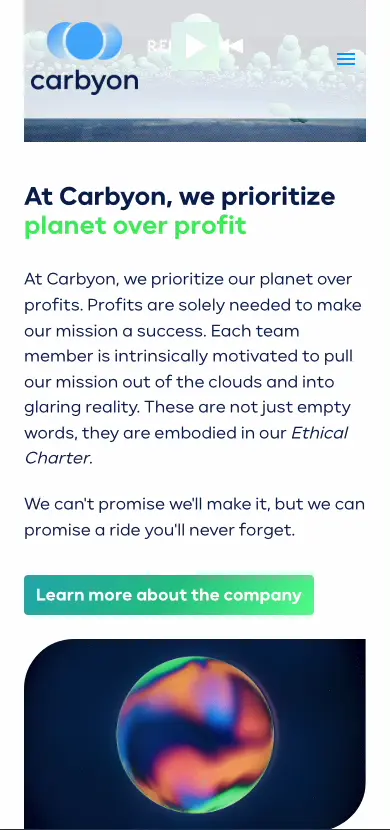 carbyon
At Carbyon, we prioritize
planet over profit
At Carbyon, we prioritize our planet over
profits. Profits are solely needed to make
our mission a success. Each team
member is intrinsically motivated to pull
our mission out of the clouds and into
glaring reality. These are not just empty
words, they are embodied in our Ethical
Charter.
We can't promise we'll make it, but we can
promise a ride you'll never forget.
Learn more about the company